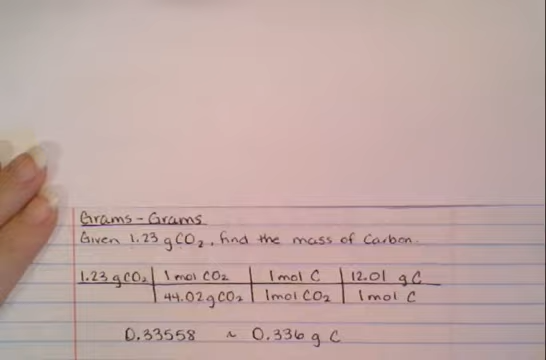 Grams-Grams
Given 1.23 g CO₂, find the mass of Carbon.
1.23 g CO₂ | 1 mol CO₂ | 1 mol C | 12.01 g C
44.02 g CO₂ | 1 mol CO₂ | 1 mol C
0.33558 ~ 0.336 g C